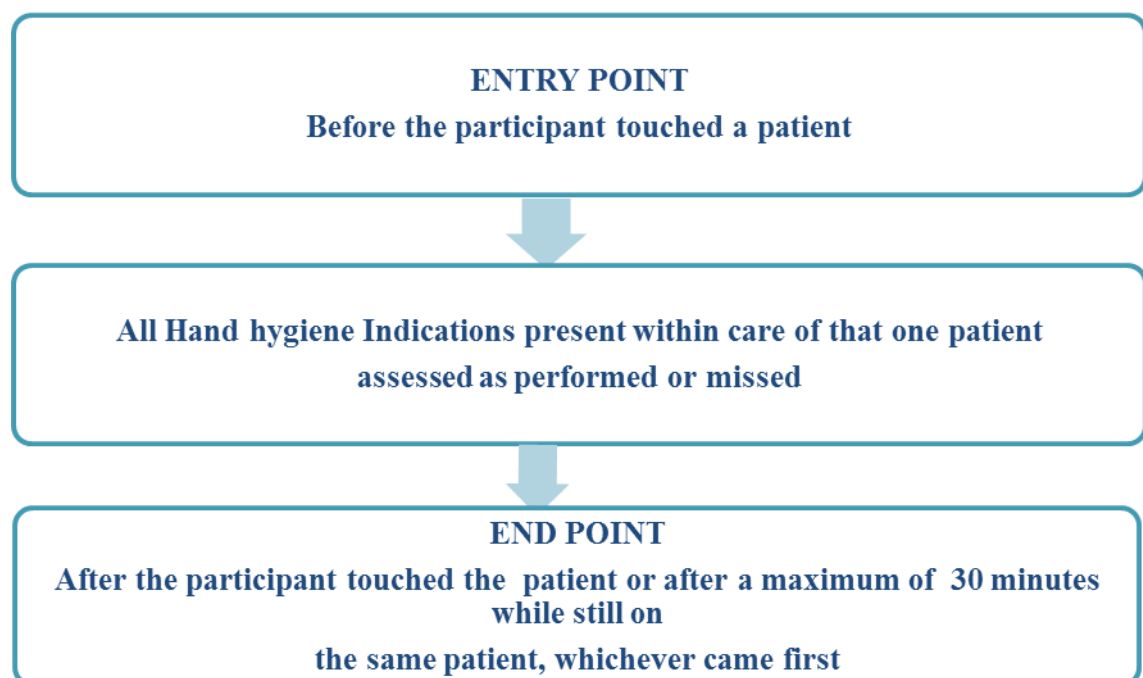 ENTRY POINT
Before the participant touched a patient
All Hand hygiene Indications present within care of that one patient
assessed as performed or missed
END POINT
After the participant touched the patient or after a maximum of 30 minutes
while still on
the same patient, whichever came first